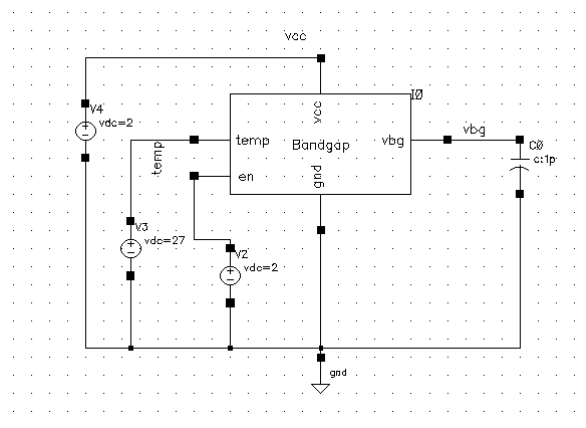 vcc
I0
V4
vdc=2
vcc
temp
Bandgap
vbg
vbg
C0
c:1p
temp
en
gnd
V3
vdc=27
V2
vdc=2
gnd